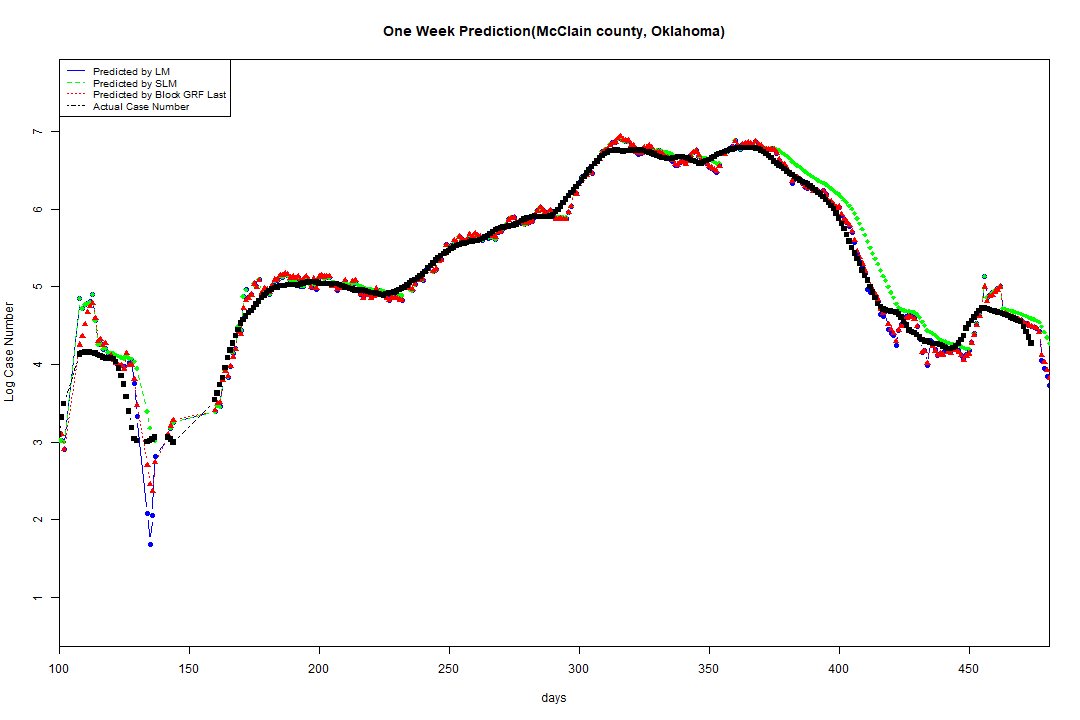 One Week Prediction(McClain county, Oklahoma)
Predicted by LM
Predicted by SLM
Predicted by Block GRF Last
Actual Case Number
7
6
5
4
3
2
1
Log Case Number
100 150 200 250 300 350 400 450
days